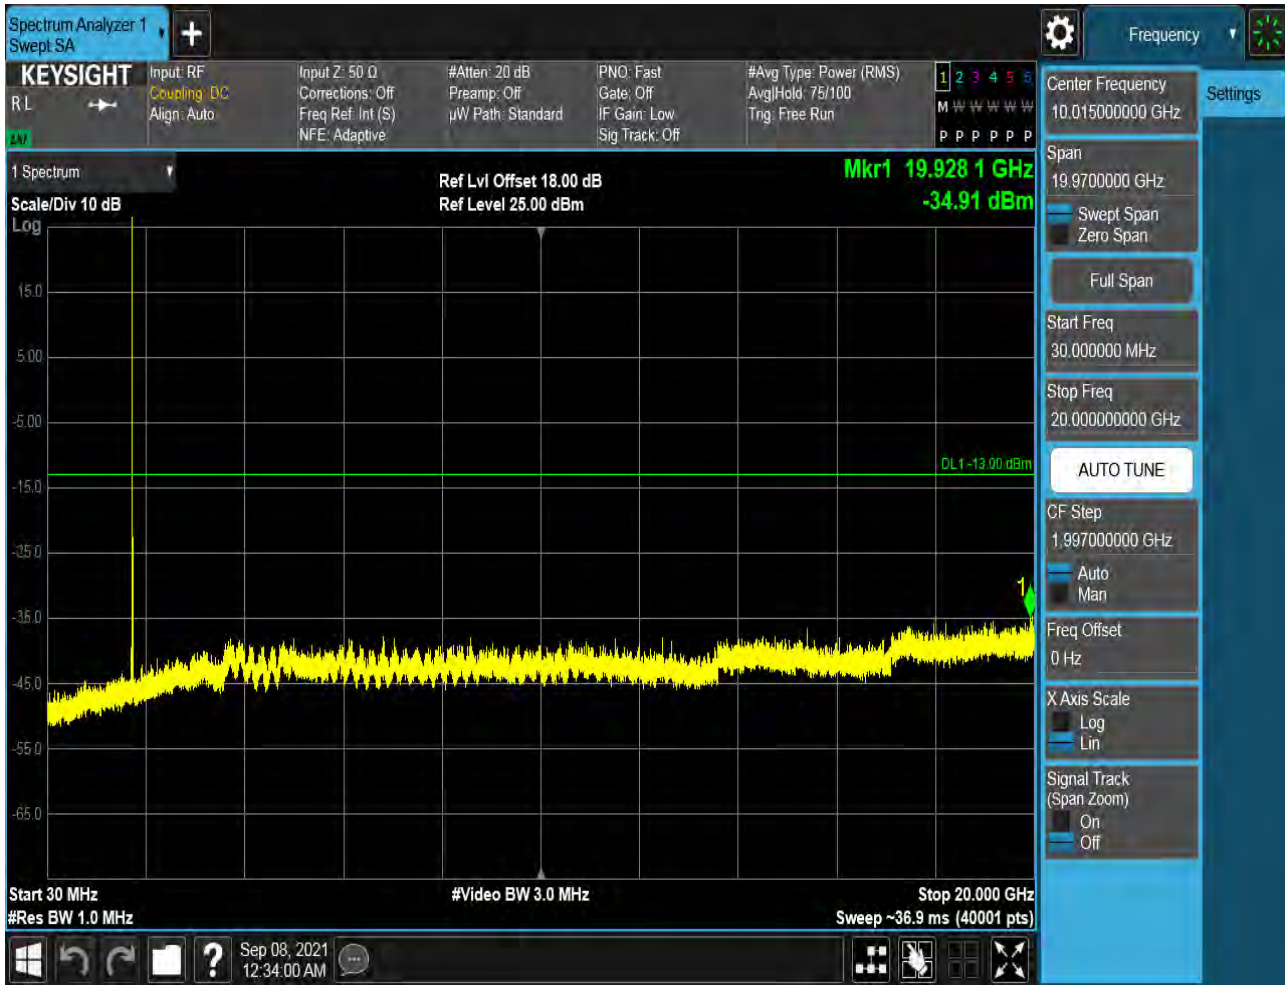 Spectrum Analyzer 1
Swept SA
Frequency
KEYSIGHT
R L
Input: RF
Coupling: DC
Align: Auto
Input Z: 50 Ω
Corrections: Off
Freq Ref: Int (S)
NFE: Adaptive
#Atten: 20 dB
Preamp: Off
µW Path: Standard
PNO: Fast
Gate: Off
IF Gain: Low
Sig Track: Off
#Avg Type: Power (RMS)
Avg|Hold: 75/100
Trig: Free Run
1 2 3 4 5 6
M W W W W W
P P P P P P
1 Spectrum
Scale/Div 10 dB
Log
Ref Lvl Offset 18.00 dB
Ref Level 25.00 dBm
Mkr1 19.928 1 GHz
-34.91 dBm
15.0
5.00
-5.00
DL1 -13.00 dBm
-15.0
-25.0
1
-35.0
-45.0
-55.0
-65.0
Start 30 MHz
#Res BW 1.0 MHz
#Video BW 3.0 MHz
Stop 20.000 GHz
Sweep ~36.9 ms (40001 pts)
Sep 08, 2021
12:34:00 AM
?
Center Frequency
10.015000000 GHz
Settings
Span
19.9700000 GHz
Swept Span
Zero Span
Full Span
Start Freq
30.000000 MHz
Stop Freq
20.000000000 GHz
AUTO TUNE
CF Step
1.997000000 GHz
Auto
Man
Freq Offset
0 Hz
X Axis Scale
Log
Lin
Signal Track
(Span Zoom)
On
Off